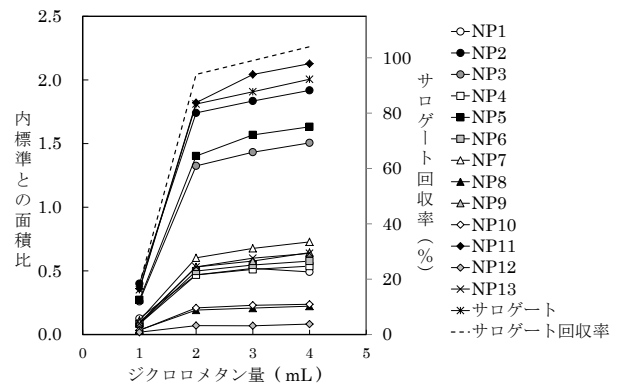 2.5
2.0
1.5
1.0
0.5
0.0
内標準との面積比
100
80
60
40
20
0
サロゲート回収率(%)
0 1 2 3 4 5
ジクロロメタン量(mL)
NP1
NP2
NP3
NP4
NP5
NP6
NP7
NP8
NP9
NP10
NP11
NP12
NP13
サロゲート
サロゲート回収率